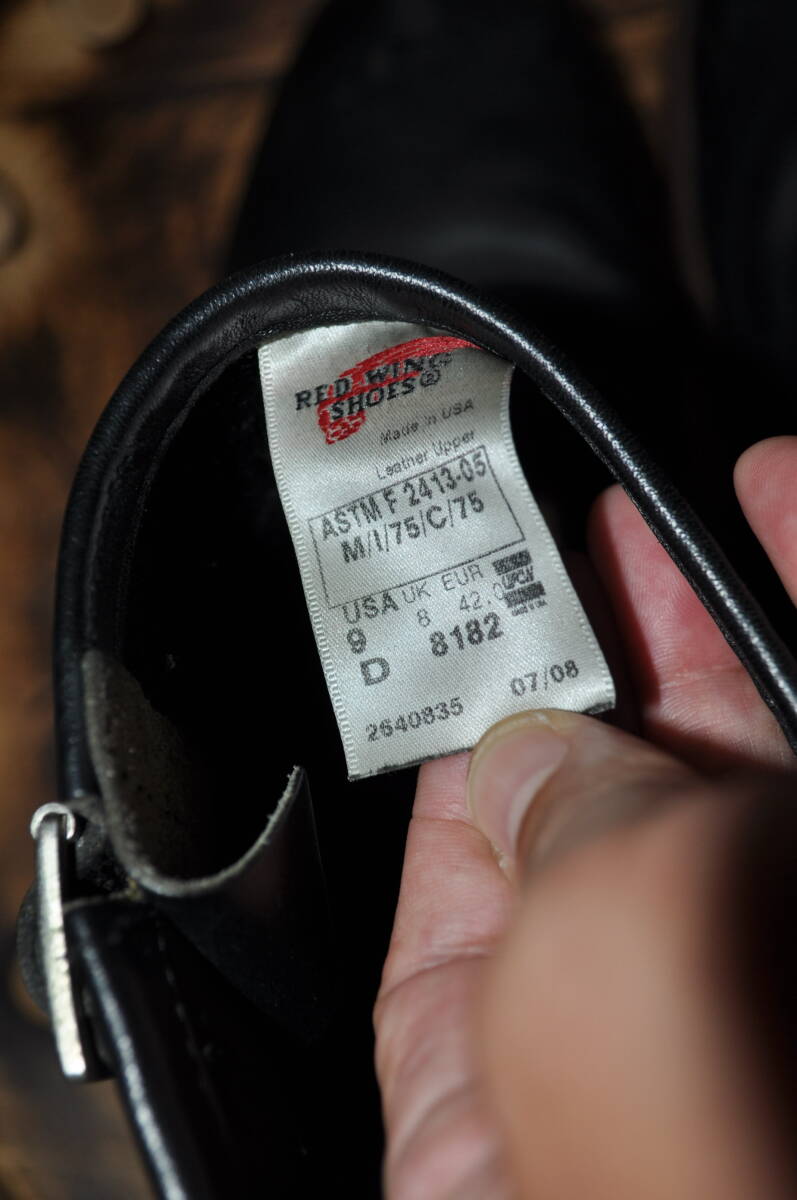 RED WING
SHOES®
Made in USA
Leather Upper
ASTM F 2413-05
M/I/75/C/75
USA UK EUR
9 8 42.0
UFCW
D 8182
2640835 07/08